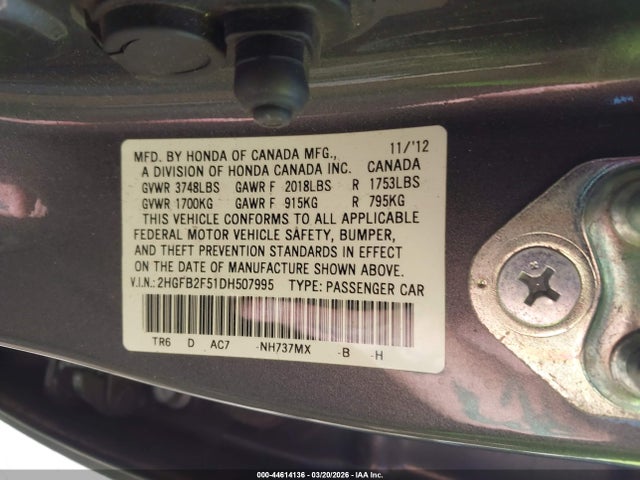 MFD. BY HONDA OF CANADA MFG., 11/'12
A DIVISION OF HONDA CANADA INC. CANADA
GVWR 3748LBS GAWR F 2018LBS R 1753LBS
GVWR 1700KG GAWR F 915KG R 795KG
THIS VEHICLE CONFORMS TO ALL APPLICABLE
FEDERAL MOTOR VEHICLE SAFETY, BUMPER,
AND THEFT PREVENTION STANDARDS IN EFFECT
ON THE DATE OF MANUFACTURE SHOWN ABOVE.
V.I.N.: 2HGFB2F51DH507995 TYPE: PASSENGER CAR
TR6 D AC7 -NH737MX -B -H
000-44614136 | 03/20/2026 | IAA Inc.